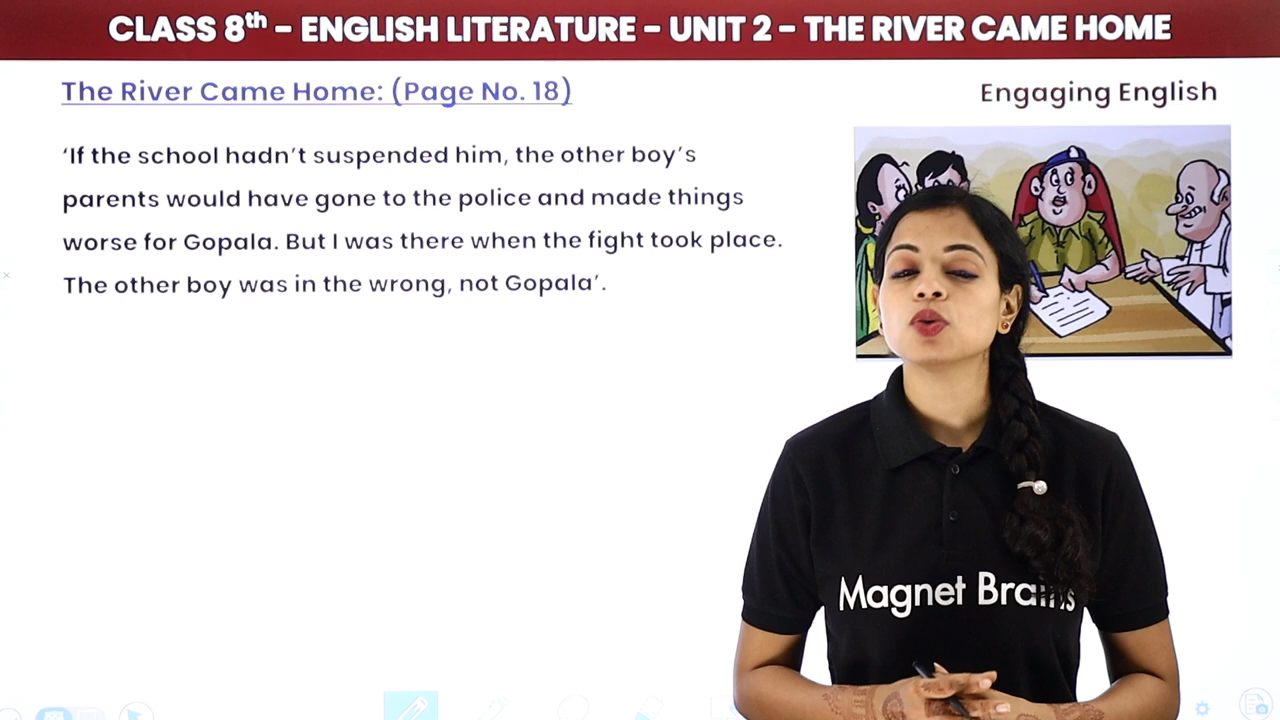 CLASS 8th – ENGLISH LITERATURE – UNIT 2 – THE RIVER CAME HOME
The River Came Home: (Page No. 18)
Engaging English
‘If the school hadn’t suspended him, the other boy’s
parents would have gone to the police and made things
worse for Gopala. But I was there when the fight took place.
The other boy was in the wrong, not Gopala’.
Magnet Brains